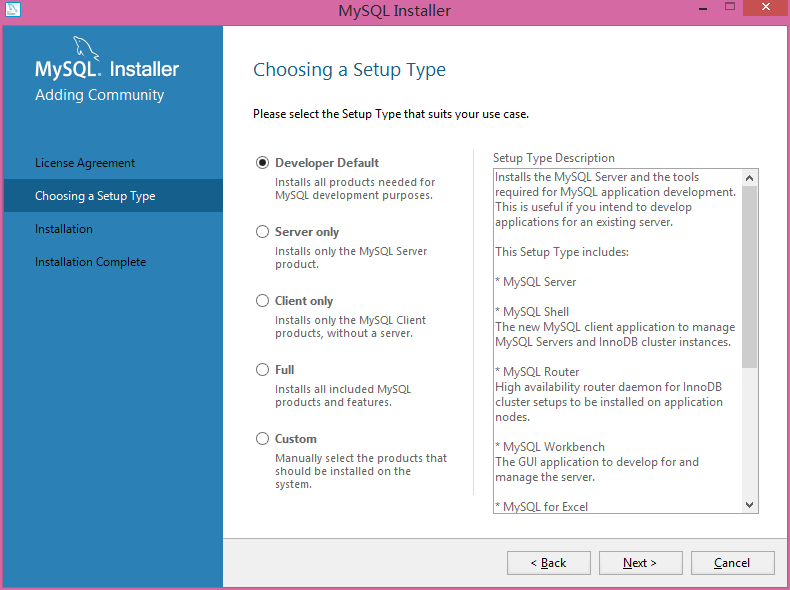 MySQL Installer
MySQL. Installer
Adding Community
License Agreement
Choosing a Setup Type
Installation
Installation Complete
Choosing a Setup Type
Please select the Setup Type that suits your use case.
Developer Default
Installs all products needed for
MySQL development purposes.
Server only
Installs only the MySQL Server
product.
Client only
Installs only the MySQL Client
products, without a server.
Full
Installs all included MySQL
products and features.
Custom
Manually select the products that
should be installed on the
system.
Setup Type Description
Installs the MySQL Server and the tools
required for MySQL application development.
This is useful if you intend to develop
applications for an existing server.
This Setup Type includes:
* MySQL Server
* MySQL Shell
The new MySQL client application to manage
MySQL Servers and InnoDB cluster instances.
* MySQL Router
High availability router daemon for InnoDB
cluster setups to be installed on application
nodes.
* MySQL Workbench
The GUI application to develop for and
manage the server.
* MySQL for Excel
< Back
Next >
Cancel